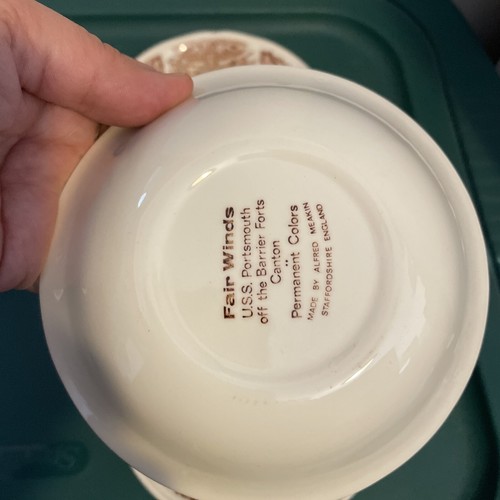 Fair Winds
U.S.S. Portsmouth
off the Barrier Forts
Canton
Permanent Colors
MADE BY ALFRED MEAKIN
STAFFORDSHIRE ENGLAND